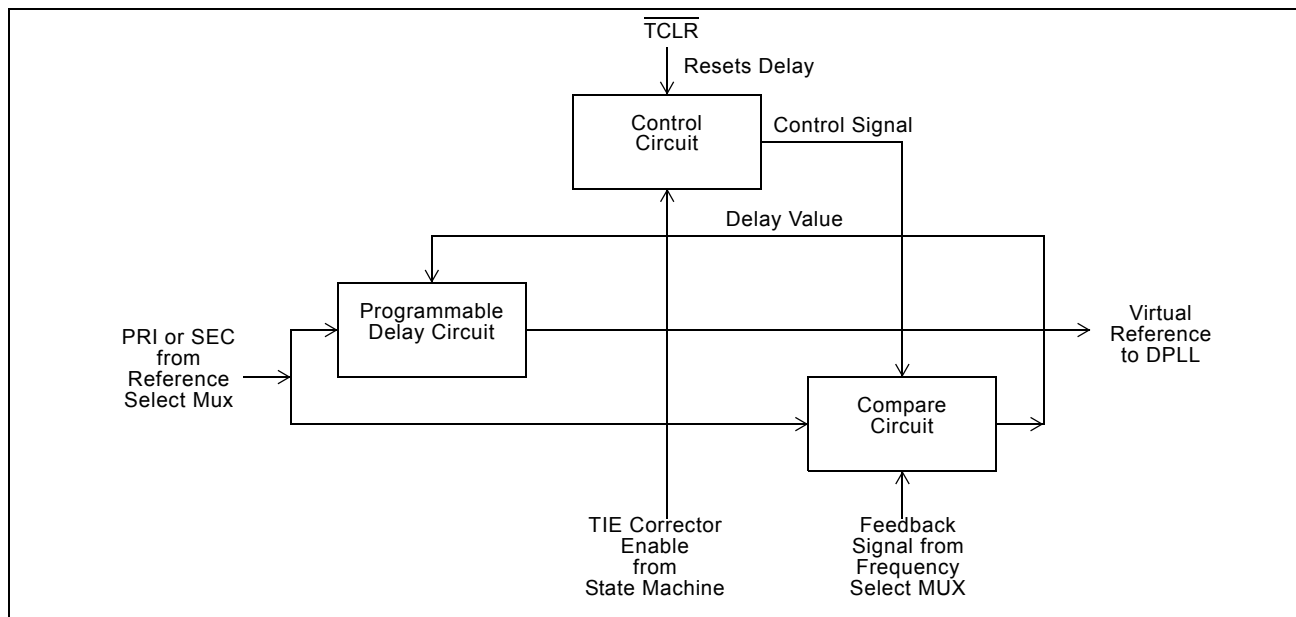 TCLR
Resets Delay
Control
Circuit
Control Signal
Delay Value
Programmable
Delay Circuit
PRI or SEC
from
Reference
Select Mux
Virtual
Reference
to DPLL
Compare
Circuit
TIE Corrector
Enable
from
State Machine
Feedback
Signal from
Frequency
Select MUX